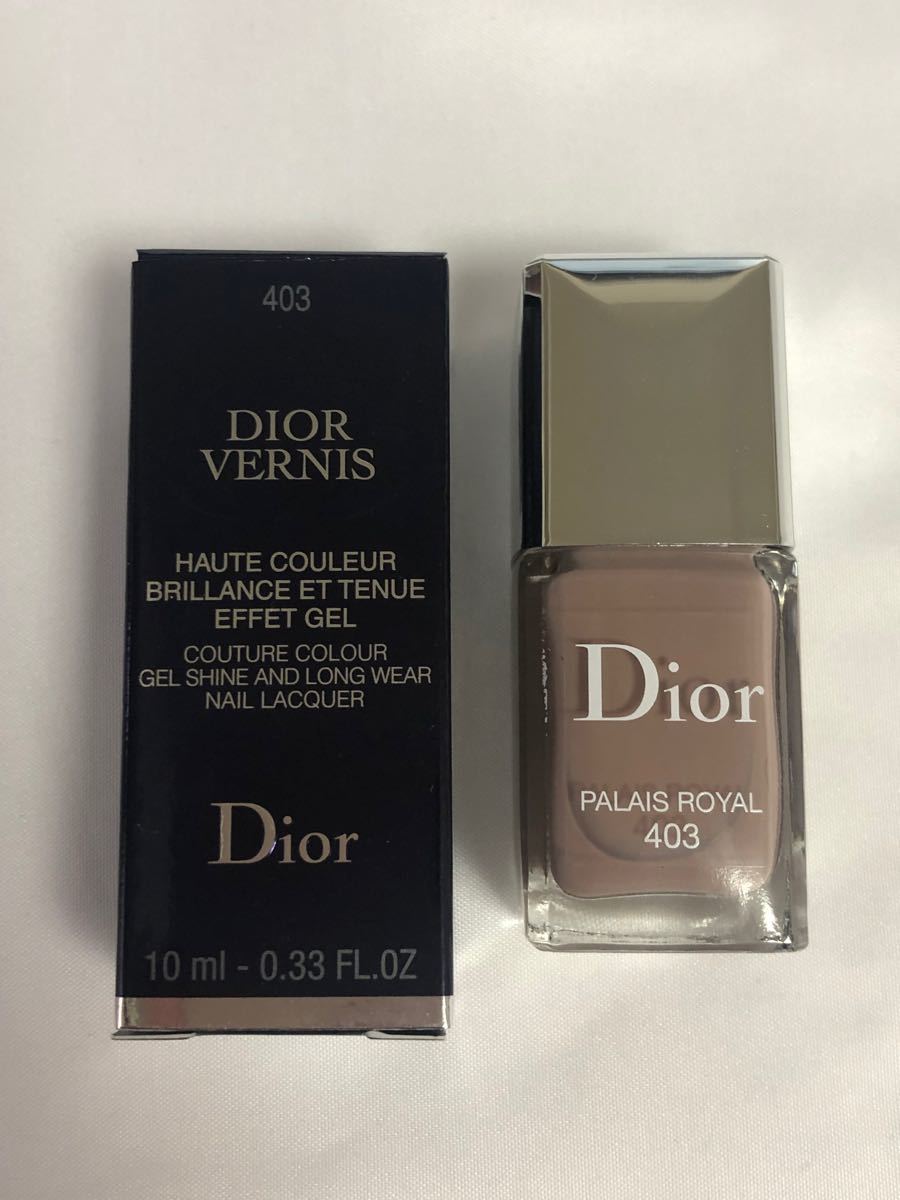 403
DIOR
VERNIS
HAUTE COULEUR
BRILLANCE ET TENUE
EFFET GEL
COUTURE COLOUR
GEL SHINE AND LONG WEAR
NAIL LACQUER
Dior
10 ml - 0.33 FL.OZ
Dior
PALAIS ROYAL
403